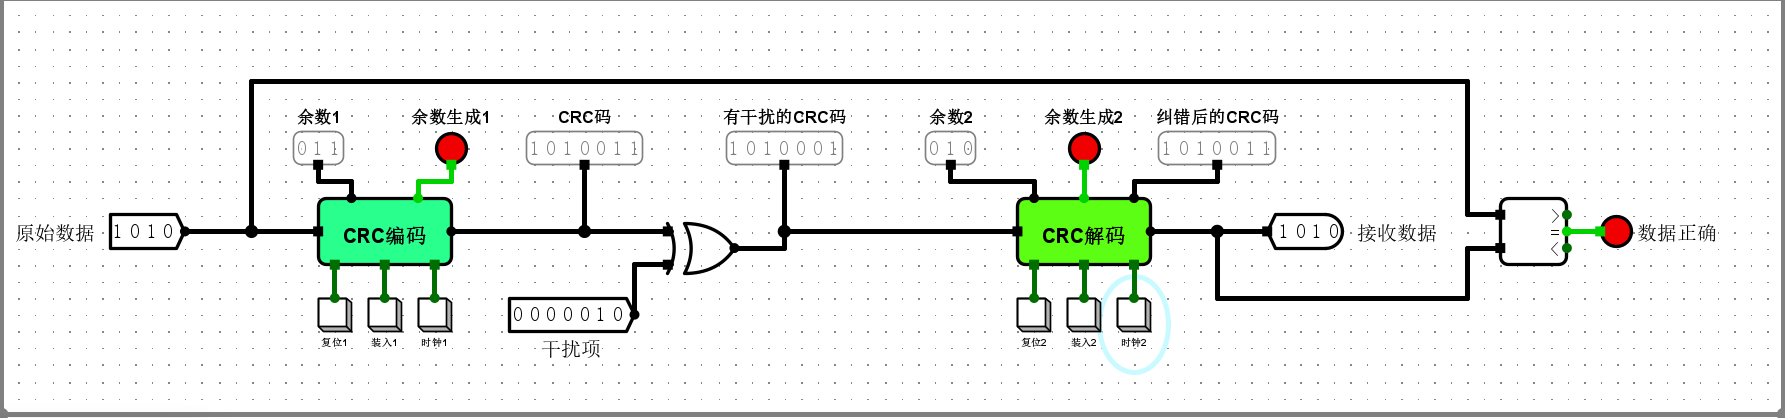 余数1
余数生成1
CRC码
有干扰的CRC码
余数2
余数生成2
纠错后的CRC码
011
1010011
1010001
010
1010011
原始数据
1010
CRC编码
CRC解码
1010
接收数据
>
=
<
数据正确
0000010
复位1
装入1
时钟1
干扰项
复位2
装入2
时钟2